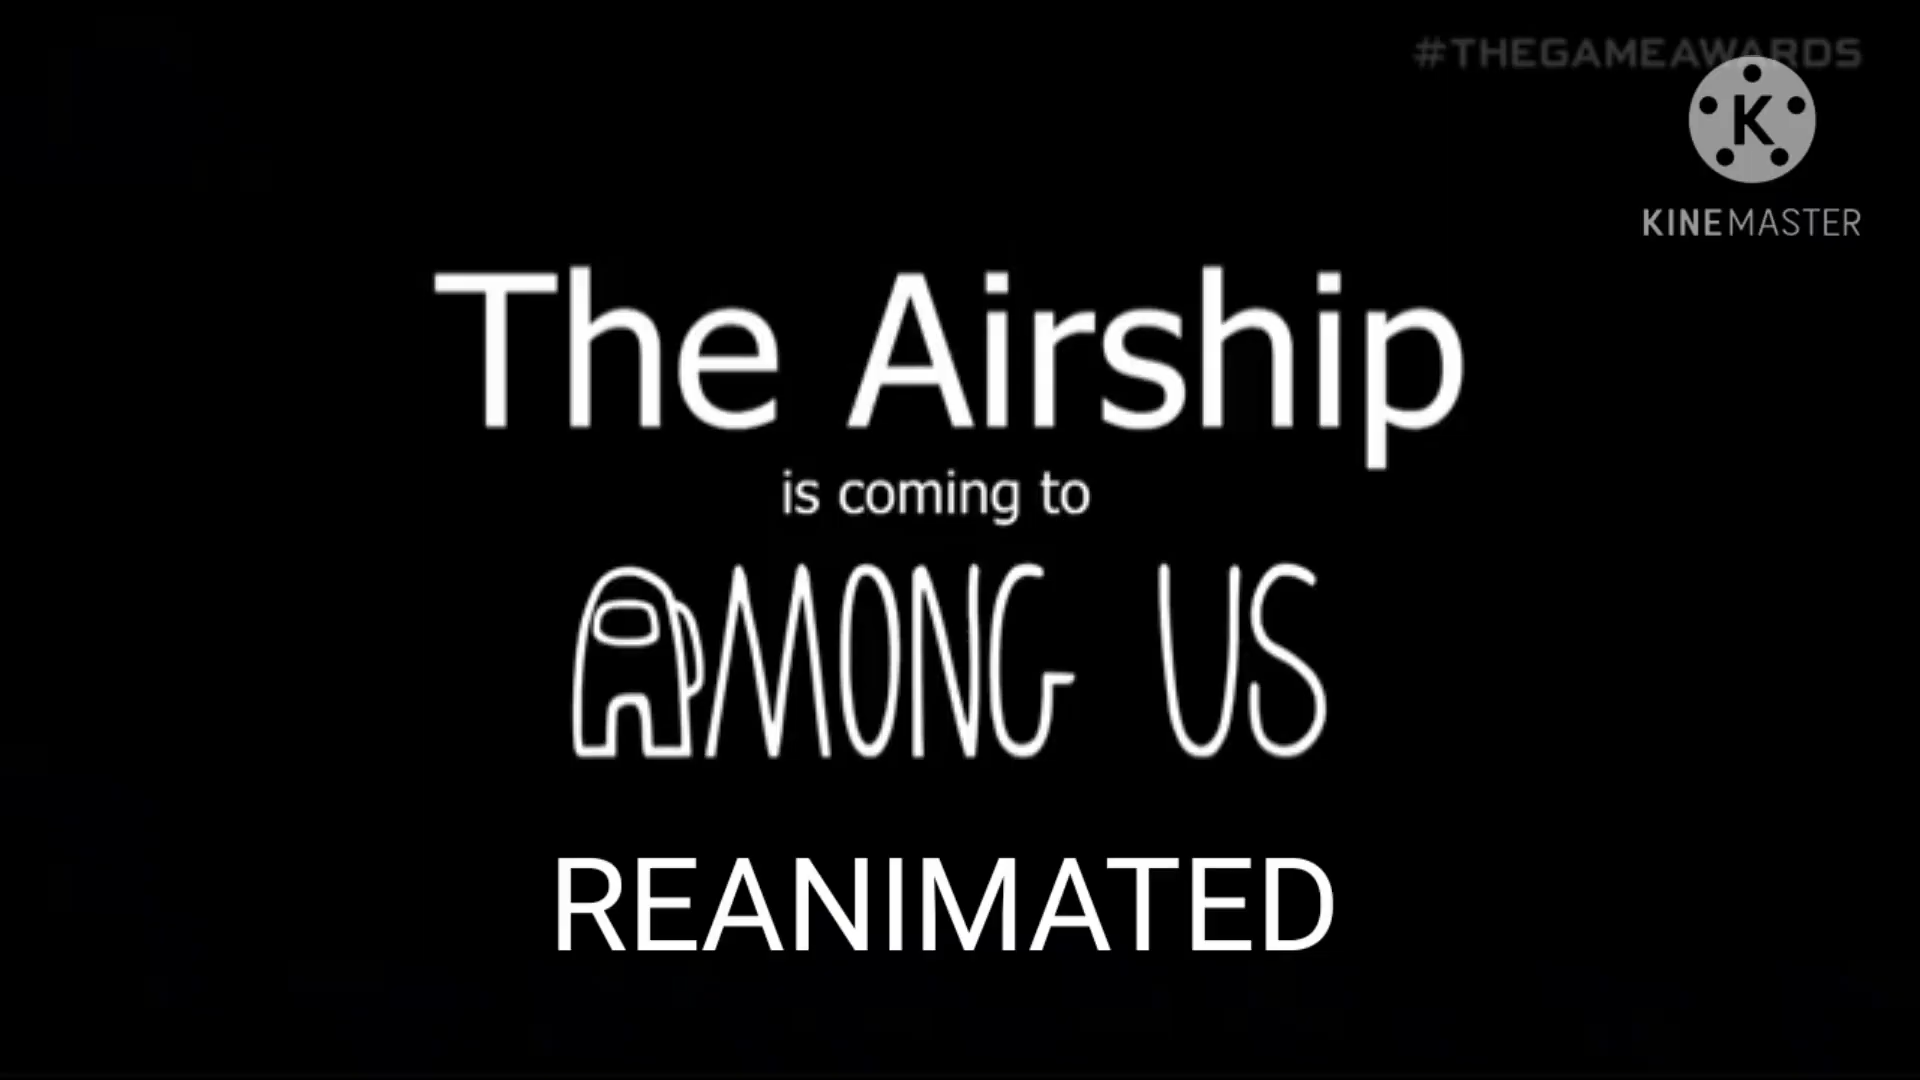 #THEGAMEAWARDS
K
KINEMASTER
The Airship
is coming to
AMONG US
REANIMATED